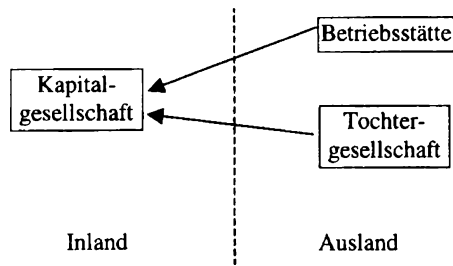 Betriebsstätte
Kapital-
gesellschaft
Tochter-
gesellschaft
Inland
Ausland